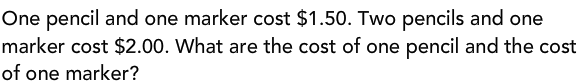 One pencil and one marker cost $1.50. Two pencils and one
marker cost $2.00. What are the cost of one pencil and the cost
of one marker?